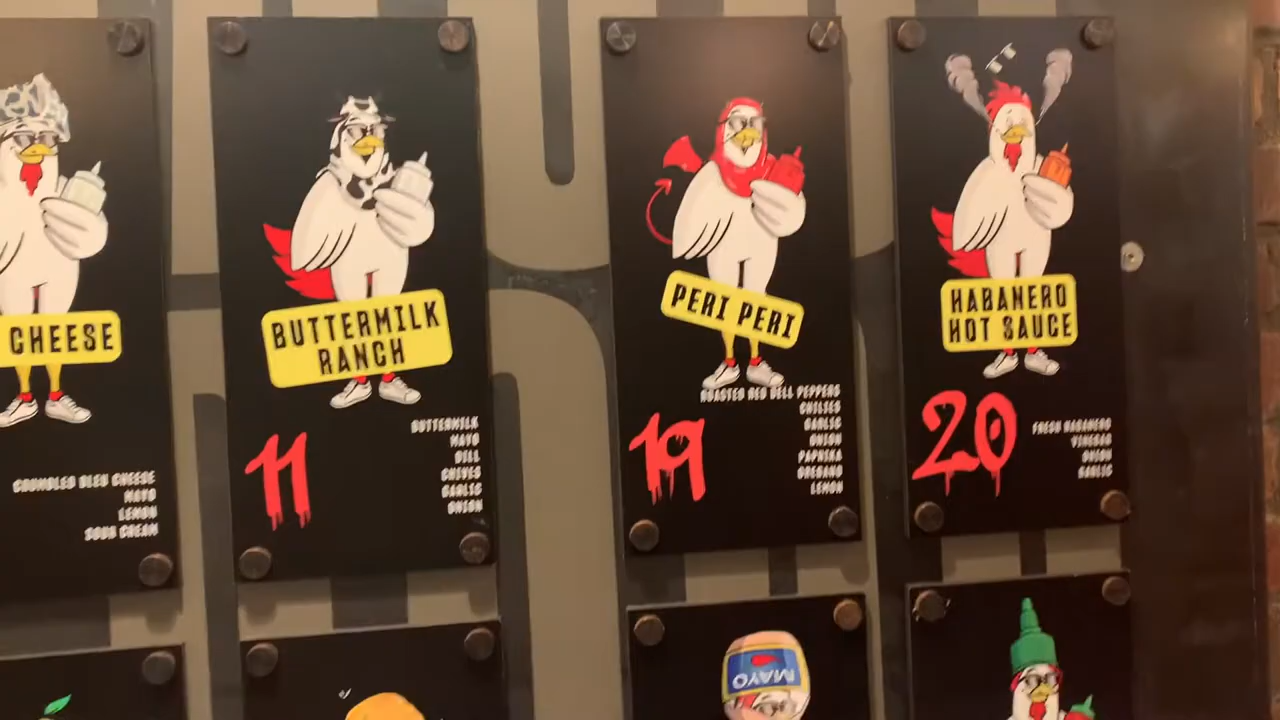 CHEESE
CRUMBLED BLEU CHEESE
MAYO
LEMON
SOUR CREAM
BUTTERMILK
RANCH
11
BUTTERMILK
MAYO
DILL
CHIVES
GARLIC
ONION
PERI PERI
19
ROASTED RED BELL PEPPERS
CHILIES
GARLIC
ONION
PAPRIKA
OREGANO
LEMON
HABANERO
HOT SAUCE
20
FRESH HABANERO
VINEGAR
ONION
GARLIC
MAYO